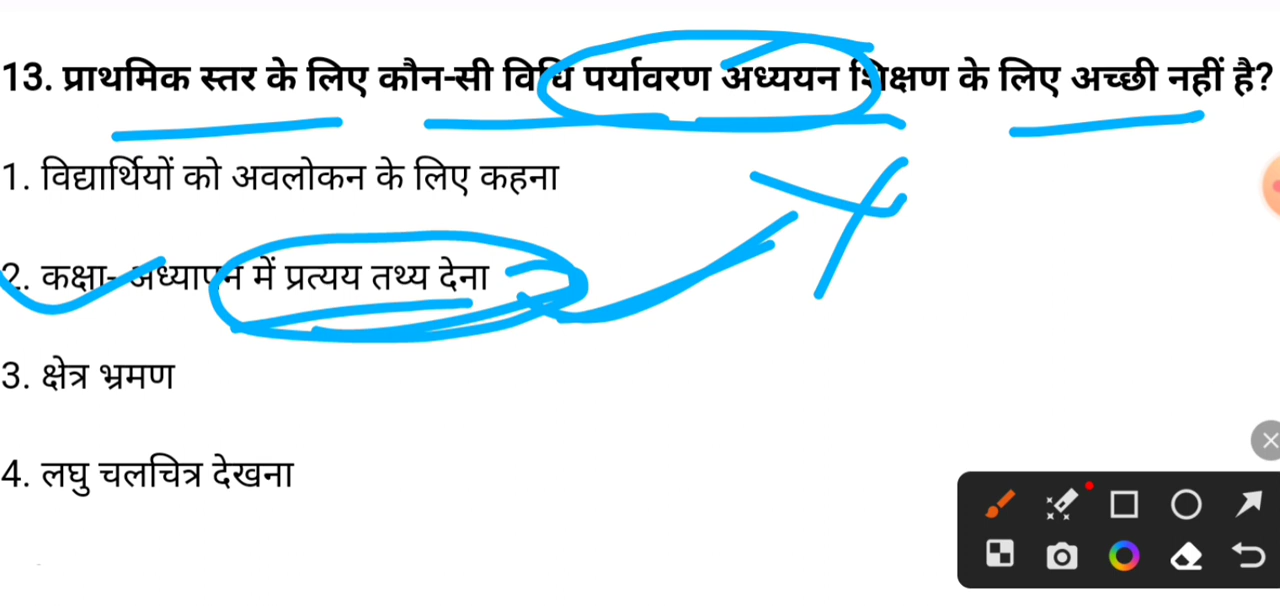 13. प्राथमिक स्तर के लिए कौन-सी विधि पर्यावरण अध्ययन शिक्षण के लिए अच्छी नहीं है?
1. विद्यार्थियों को अवलोकन के लिए कहना
2. कक्षा-अध्यापन में प्रत्यय तथ्य देना
3. क्षेत्र भ्रमण
4. लघु चलचित्र देखना